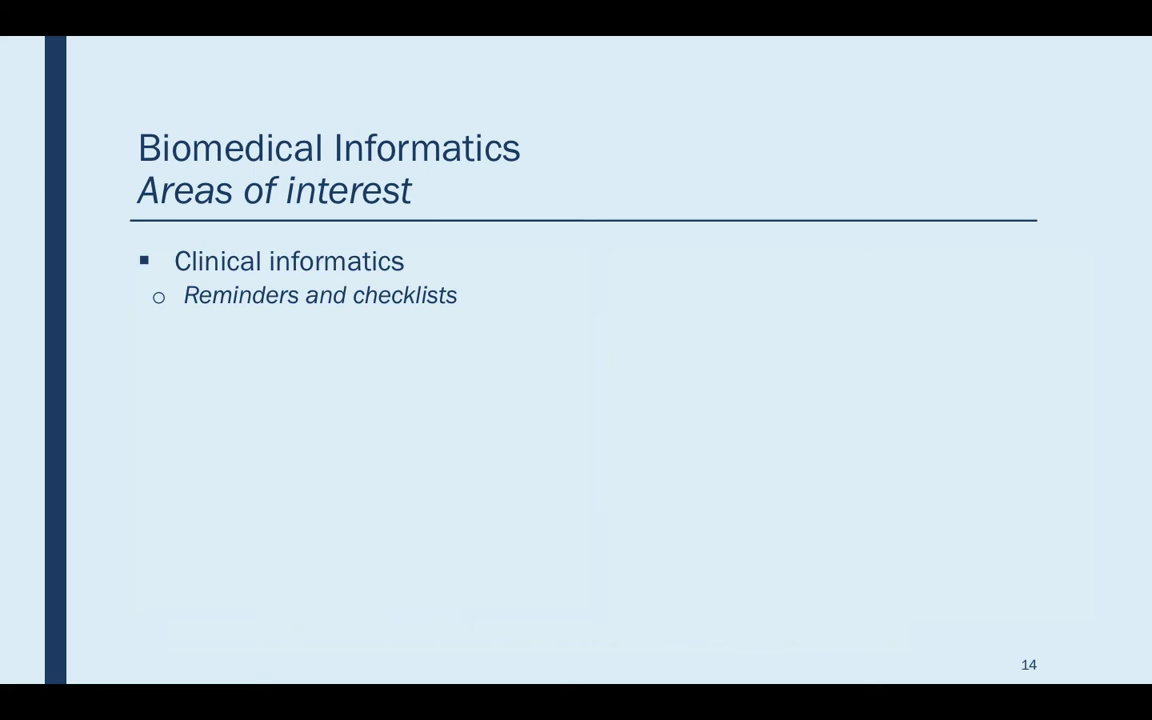 Biomedical Informatics
Areas of interest
▪ Clinical informatics
○ Reminders and checklists
14